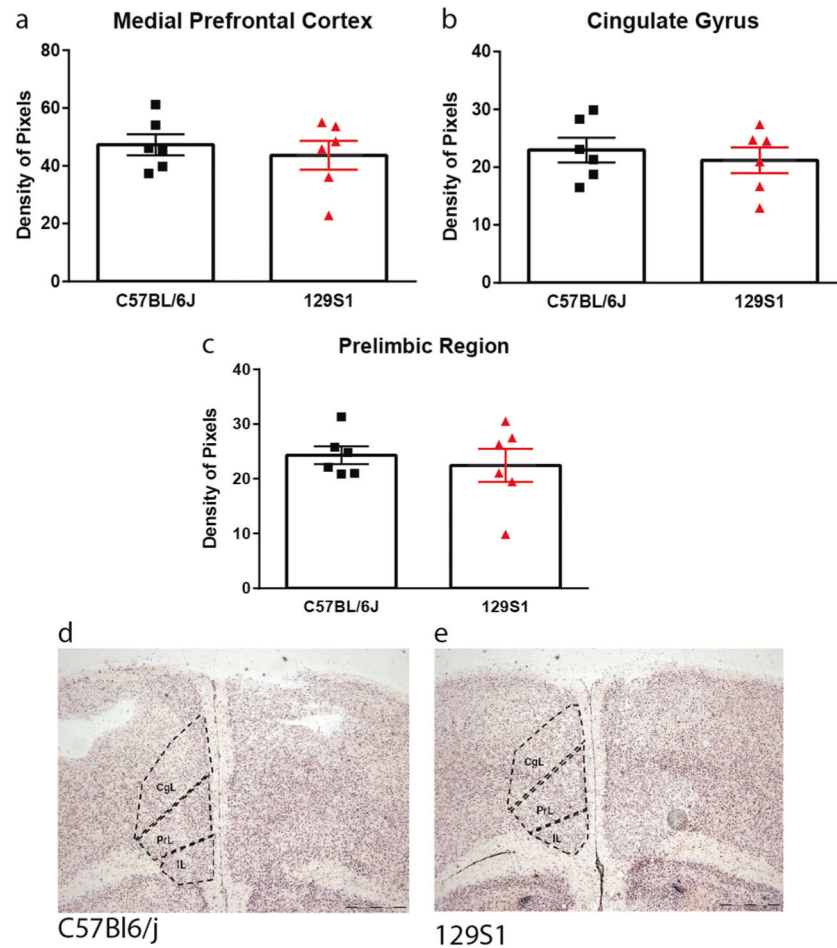 a
Medial Prefrontal Cortex
80
60
40
20
0
Density of Pixels
C57BL/6J
129S1
b
Cingulate Gyrus
40
30
20
10
0
Density of Pixels
C57BL/6J
129S1
c
Prelimbic Region
40
30
20
10
0
Density of Pixels
C57BL/6J
129S1
d
CgL
PrL
IL
C57Bl6/j
e
CgL
PrL
IL
129S1